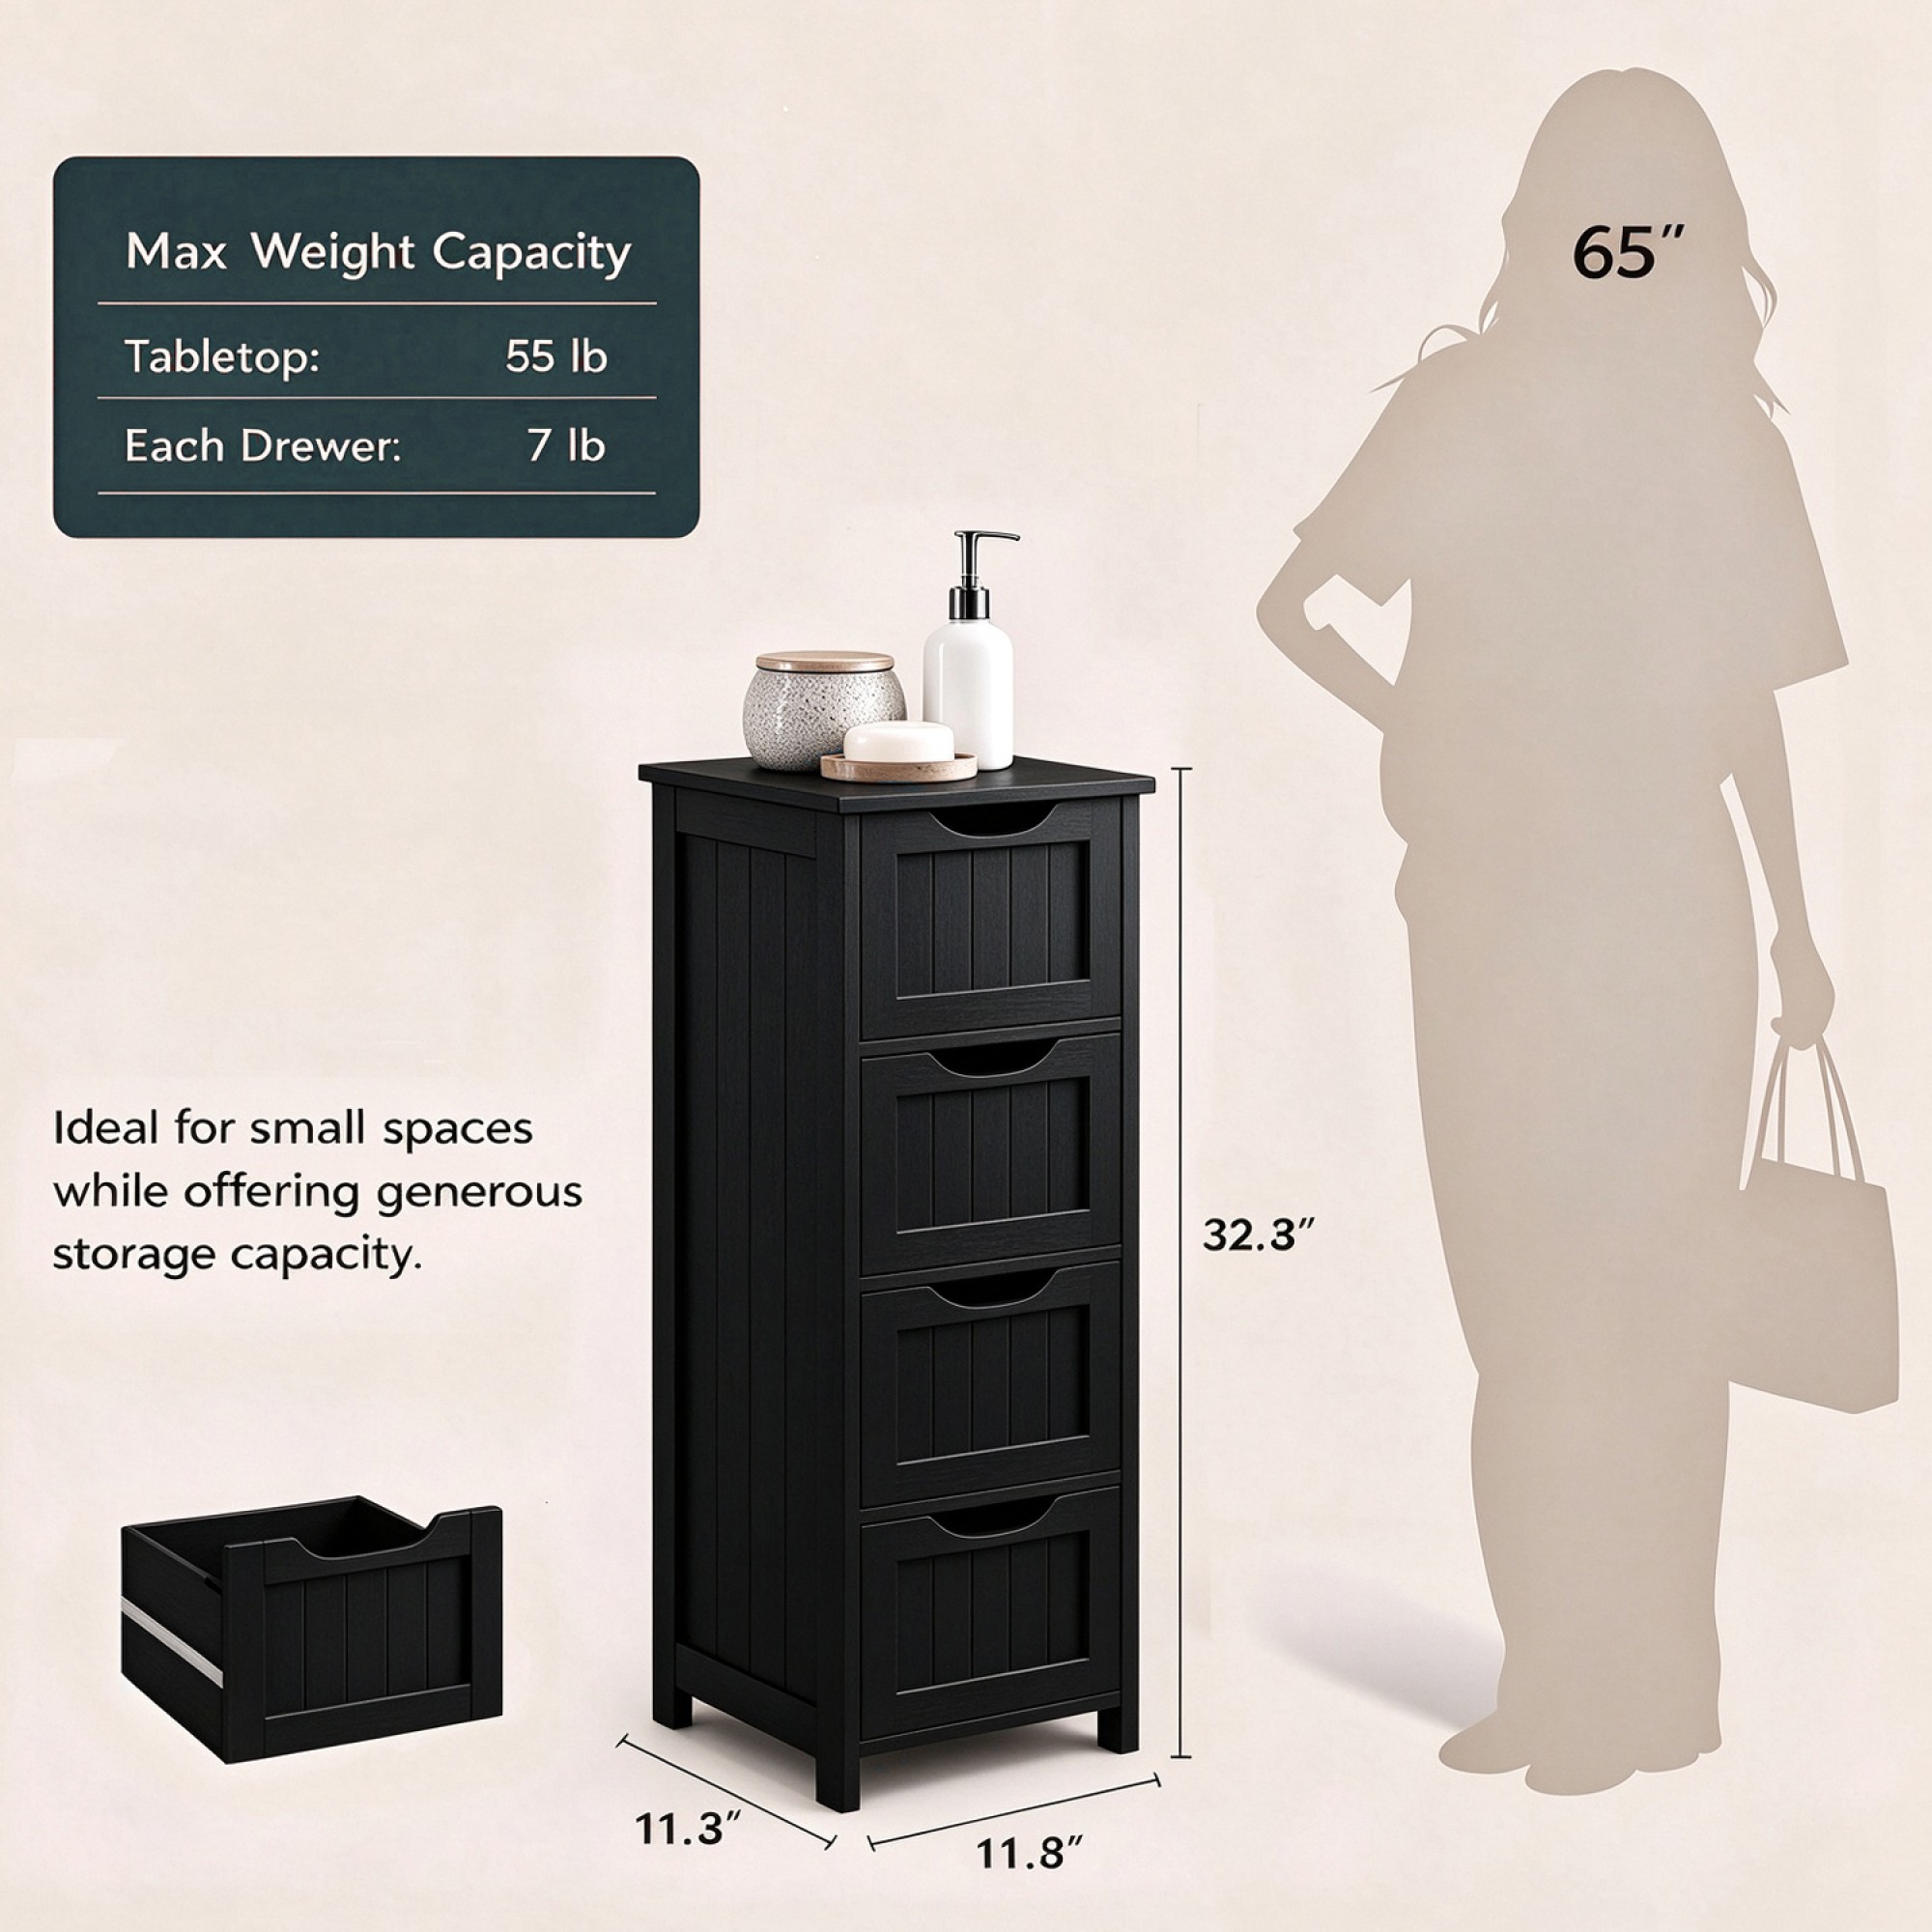 65″
Max Weight Capacity
Tabletop: 55 lb
Each Drewer: 7 lb
Ideal for small spaces
while offering generous
storage capacity.
32.3″
11.3″
11.8″